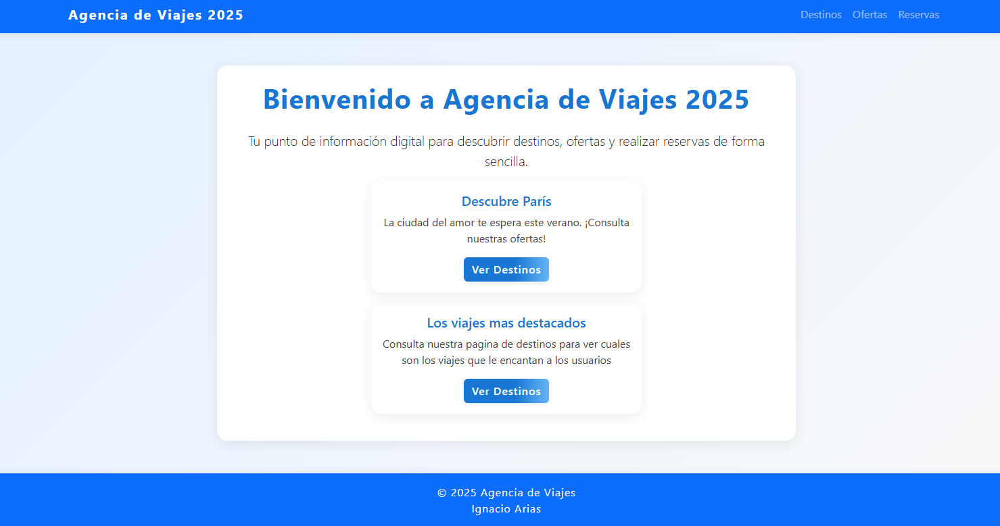 Agencia de Viajes 2025
Destinos Ofertas Reservas
Bienvenido a Agencia de Viajes 2025
Tu punto de información digital para descubrir destinos, ofertas y realizar reservas de forma
sencilla.
Descubre París
La ciudad del amor te espera este verano. ¡Consulta
nuestras ofertas!
Ver Destinos
Los viajes mas destacados
Consulta nuestra pagina de destinos para ver cuales
son los viajes que le encantan a los usuarios
Ver Destinos
© 2025 Agencia de Viajes
Ignacio Arias